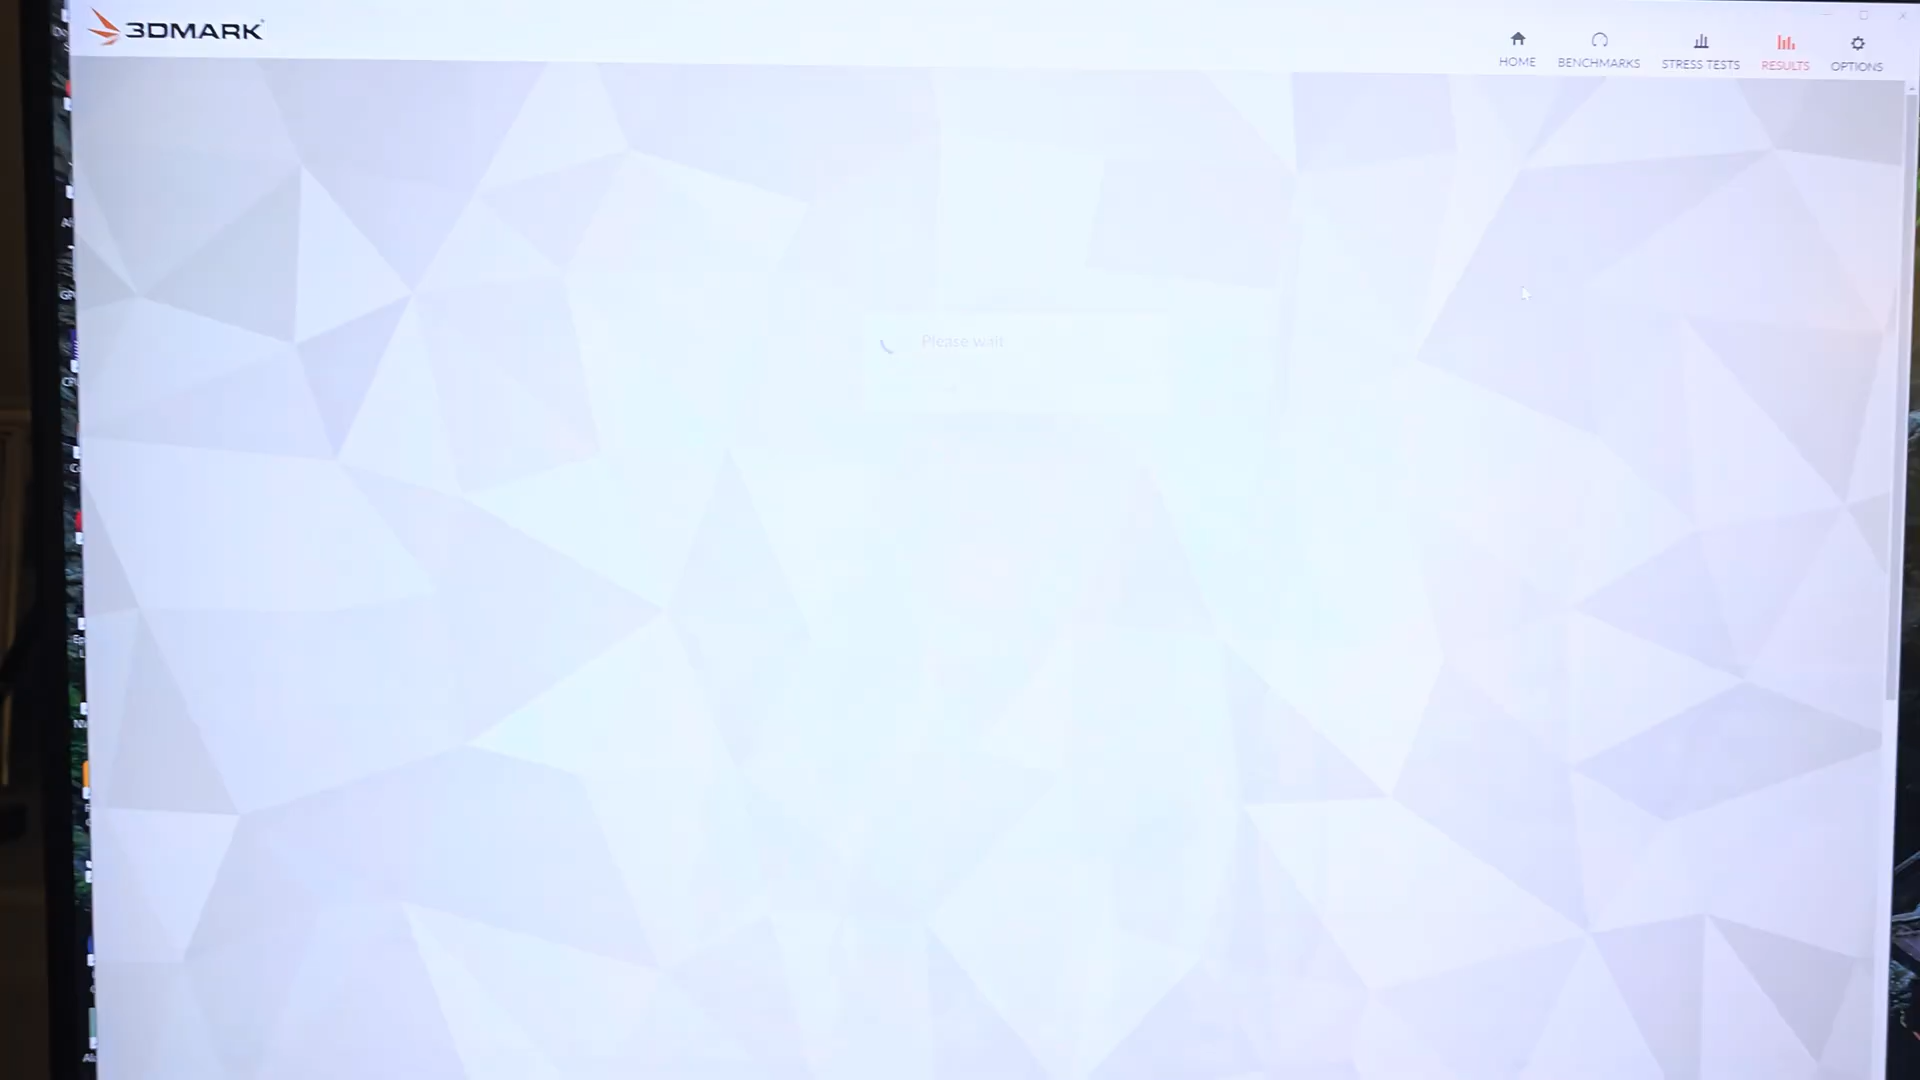 3DMARK
HOME
BENCHMARKS
STRESS TESTS
RESULTS
OPTIONS
Please wait